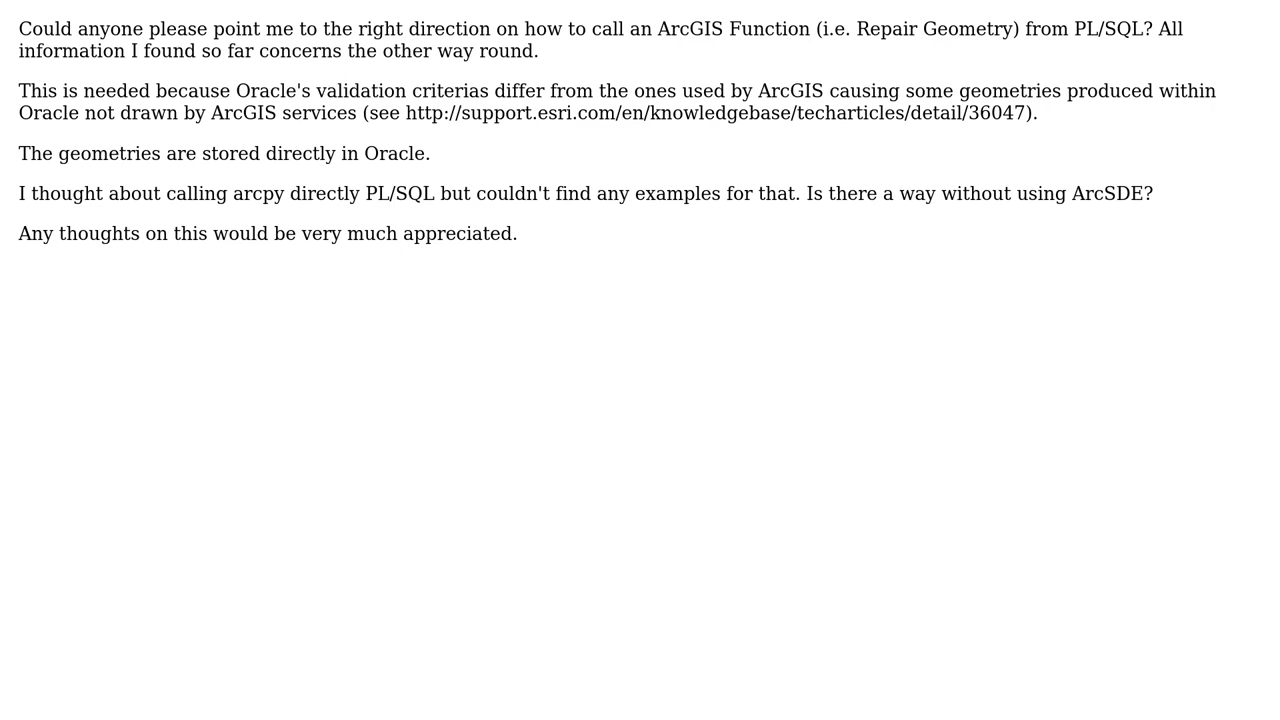 Could anyone please point me to the right direction on how to call an ArcGIS Function (i.e. Repair Geometry) from PL/SQL? All
information I found so far concerns the other way round.
This is needed because Oracle's validation criterias differ from the ones used by ArcGIS causing some geometries produced within
Oracle not drawn by ArcGIS services (see http://support.esri.com/en/knowledgebase/techarticles/detail/36047).
The geometries are stored directly in Oracle.
I thought about calling arcpy directly PL/SQL but couldn't find any examples for that. Is there a way without using ArcSDE?
Any thoughts on this would be very much appreciated.